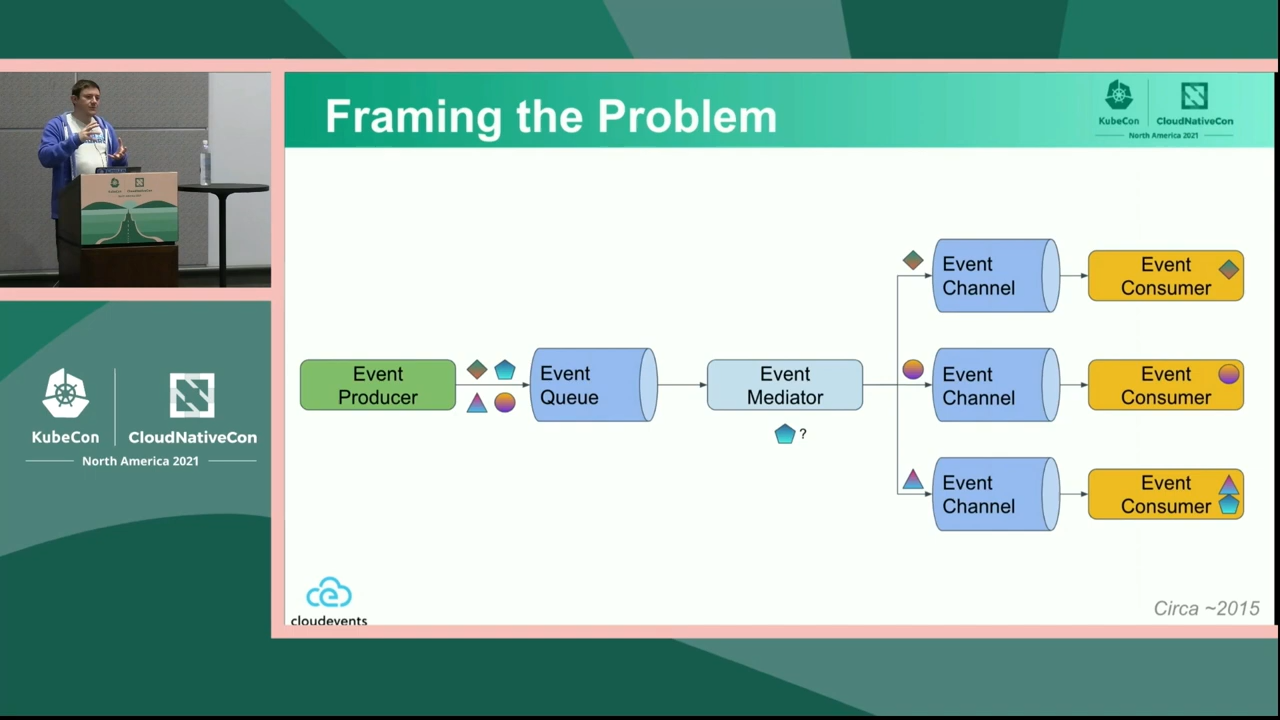 Framing the Problem
KubeCon
CloudNativeCon
North America 2021
Event
Producer
Event
Queue
Event
Mediator
?
Event
Channel
Event
Consumer
Event
Channel
Event
Consumer
Event
Channel
Event
Consumer
cloudevents
Circa ~2015
KubeCon
CloudNativeCon
North America 2021